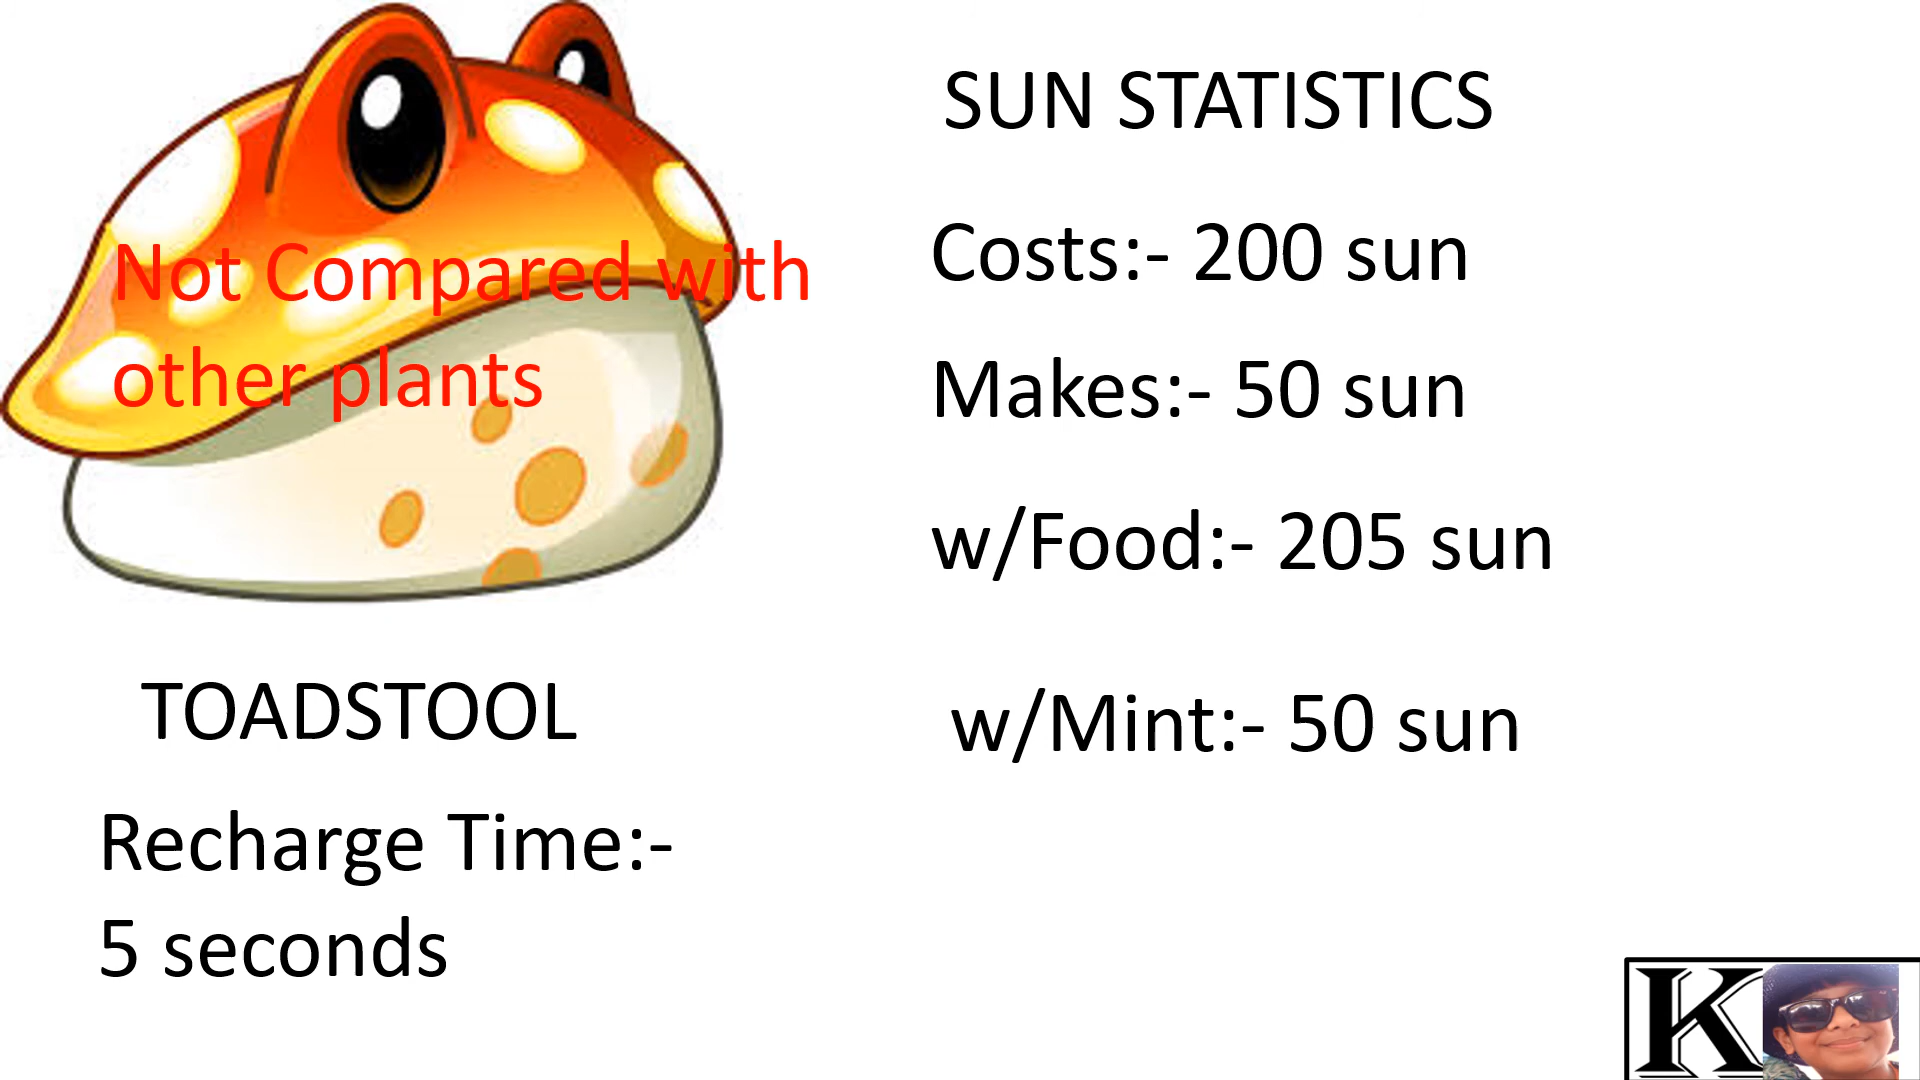 Not Compared with
other plants
TOADSTOOL
Recharge Time:-
5 seconds
SUN STATISTICS
Costs:- 200 sun
Makes:- 50 sun
w/Food:- 205 sun
w/Mint:- 50 sun
K